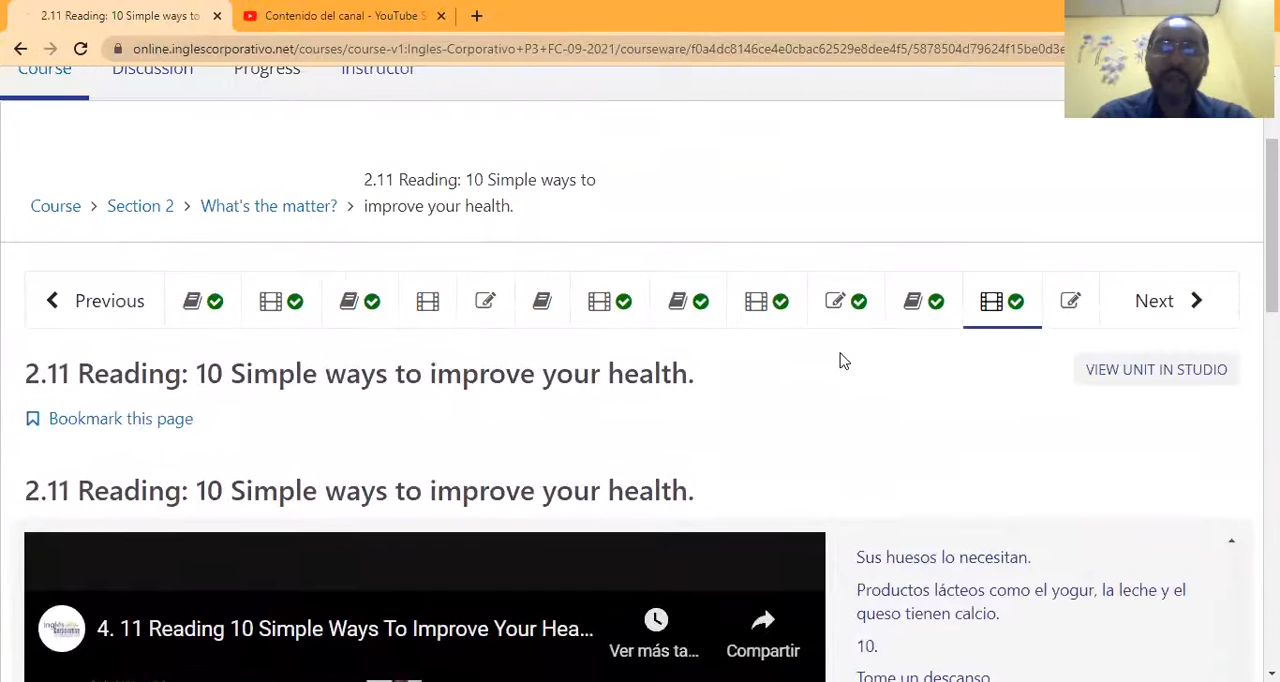 2.11 Reading: 10 Simple ways to
Contenido del canal - YouTube S
online.inglescorporativo.net/courses/course-v1:Ingles-Corporativo+P3+FC-09-2021/courseware/f0a4dc8146ce4e0cbac62529e8dee4f5/5878504d79624f15be0d3e
Course Discussion Progress Instructor
2.11 Reading: 10 Simple ways to
Course > Section 2 > What's the matter? > improve your health.
Previous
Next
2.11 Reading: 10 Simple ways to improve your health.
VIEW UNIT IN STUDIO
Bookmark this page
2.11 Reading: 10 Simple ways to improve your health.
4. 11 Reading 10 Simple Ways To Improve Your Hea...
Ver más ta...
Compartir
Sus huesos lo necesitan.
Productos lácteos como el yogur, la leche y el
queso tienen calcio.
10.
Tome un descanso